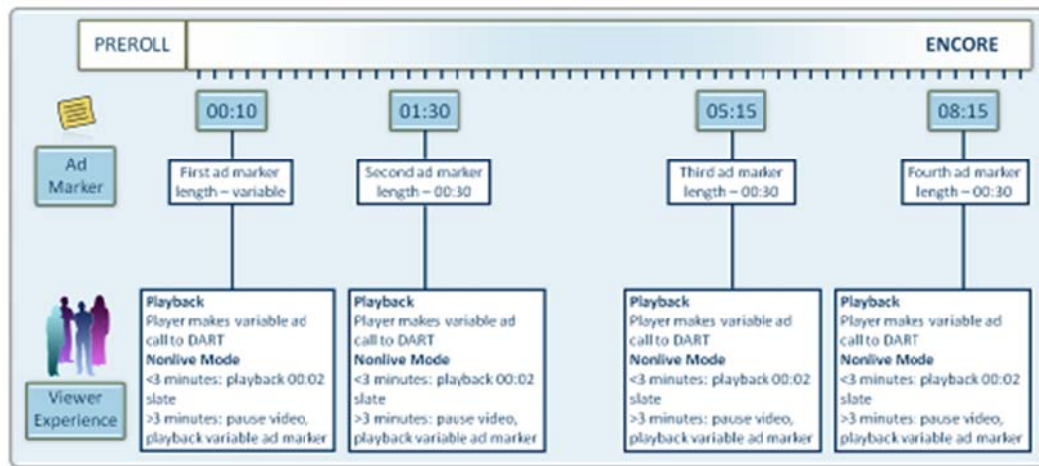 PREROLL
ENCORE
00:10
01:30
05:15
08:15
Ad
Marker
First ad marker
length – variable
Second ad marker
length – 00:30
Third ad marker
length – 00:30
Fourth ad marker
length – 00:30
Viewer
Experience
Playback
Player makes variable ad
call to DART
Nonlive Mode
<3 minutes: playback 00:02
slate
>3 minutes: pause video,
playback variable ad marker
Playback
Player makes variable ad
call to DART
Nonlive Mode
<3 minutes: playback 00:02
slate
>3 minutes: pause video,
playback variable ad marker
Playback
Player makes variable ad
call to DART
Nonlive Mode
<3 minutes: playback 00:02
slate
>3 minutes: pause video,
playback variable ad marker
Playback
Player makes variable ad
call to DART
Nonlive Mode
<3 minutes: playback 00:02
slate
>3 minutes: pause video,
playback variable ad marker